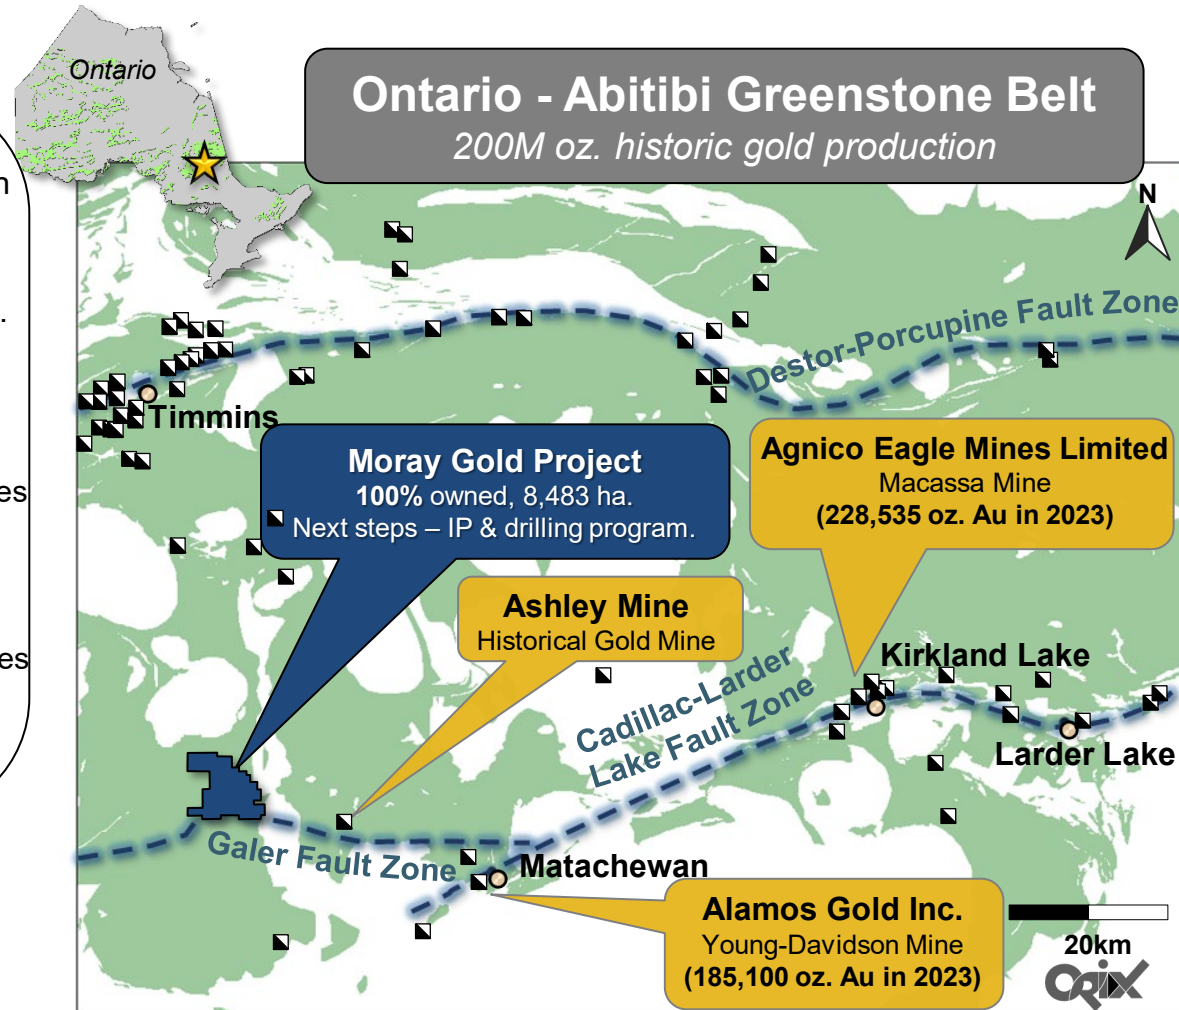 Ontario
Ontario - Abitibi Greenstone Belt
200M oz. historic gold production
n
.
es
es
N
Destor-Porcupine Fault Zone
Timmins
Moray Gold Project
100% owned, 8,483 ha.
Next steps – IP & drilling program.
Agnico Eagle Mines Limited
Macassa Mine
(228,535 oz. Au in 2023)
Ashley Mine
Historical Gold Mine
Kirkland Lake
Cadillac-Larder
Lake Fault Zone
Larder Lake
Galer Fault Zone
Matachewan
Alamos Gold Inc.
Young-Davidson Mine
(185,100 oz. Au in 2023)
20km
ORIX